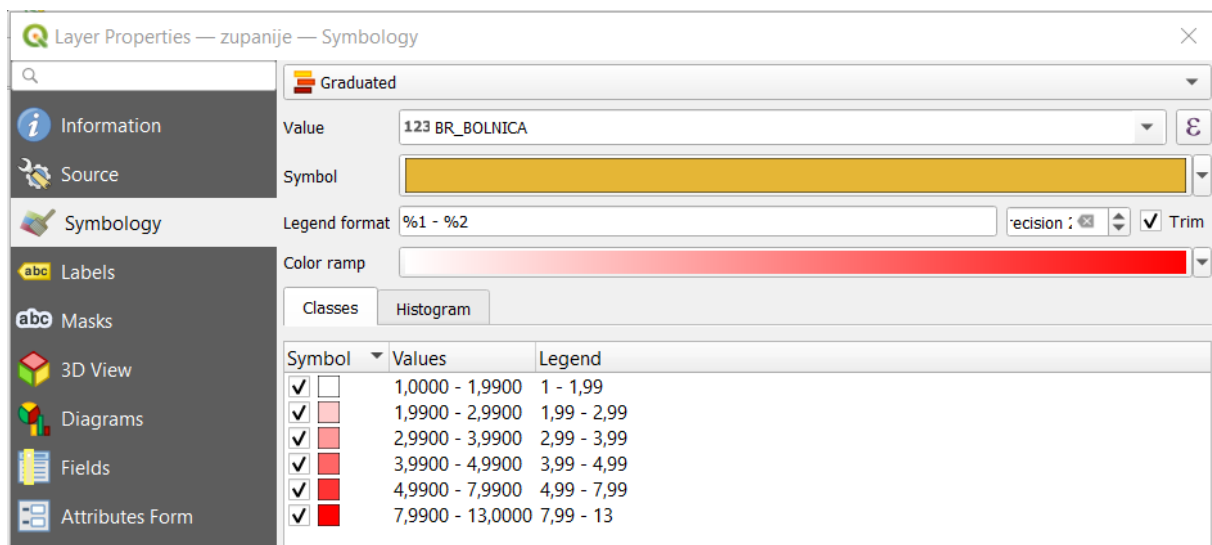 Layer Properties — zupanije — Symbology
Graduated
Information
Value 123 BR_BOLNICA ε
Source
Symbol
Symbology
Legend format %1 - %2 Trim
Labels
Color ramp
Classes Histogram
Masks
Symbol Values Legend
3D View
1,0000 - 1,9900 1 - 1,99
1,9900 - 2,9900 1,99 - 2,99
Diagrams
2,9900 - 3,9900 2,99 - 3,99
3,9900 - 4,9900 3,99 - 4,99
Fields
4,9900 - 7,9900 4,99 - 7,99
7,9900 - 13,0000 7,99 - 13
Attributes Form
abc
abc